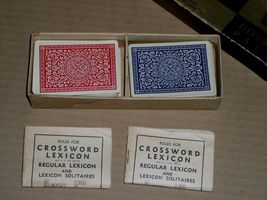 RULES FOR
CROSSWORD
LEXICON
REGULAR LEXICON
AND
LEXICON SOLITAIRES
RULES FOR
CROSSWORD
LEXICON
REGULAR LEXICON
AND
LEXICON SOLITAIRES